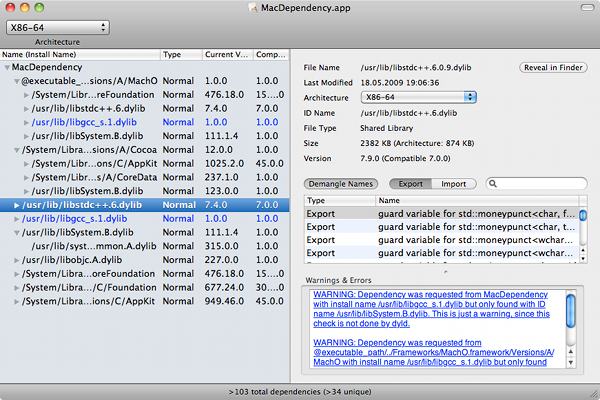 MacDependency.app
X86-64
Architecture
Name (Install Name) Type Current V... Comp...
MacDependency
@executable_...sions/A/MachO Normal 1.0.0 1.0.0
/System/Libr...reFoundation Normal 476.18.0 15....0
/usr/lib/libstdc++.6.dylib Normal 7.4.0 7.0.0
/usr/lib/libgcc_s.1.dylib Normal 1.0.0 1.0.0
/usr/lib/libSystem.B.dylib Normal 111.1.4 1.0.0
/System/Libra...sions/A/Cocoa Normal 12.0.0 1.0.0
/System/Libra...ions/C/AppKit Normal 1025.2.0 45.0.0
/System/Libra...s/A/CoreData Normal 237.1.0 1.0.0
/usr/lib/libSystem.B.dylib Normal 123.0.0 1.0.0
/usr/lib/libstdc++.6.dylib Normal 7.4.0 7.0.0
/usr/lib/libgcc_s.1.dylib Normal 1.0.0 1.0.0
/usr/lib/libSystem.B.dylib Normal 111.1.4 1.0.0
/usr/lib/sys...mmon.A.dylib Normal 315.0.0 1.0.0
/usr/lib/libobjc.A.dylib Normal 227.0.0 1.0.0
/System/Libra...oreFoundation Normal 476.18.0 15....0
/System/Libra.../C/Foundation Normal 677.24.0 30....0
/System/Libra...ions/C/AppKit Normal 949.46.0 45.0.0
File Name /usr/lib/libstdc++.6.0.9.dylib Reveal in Finder
Last Modified 18.05.2009 19:06:36
Architecture X86-64
ID Name /usr/lib/libstdc++.6.dylib
File Type Shared Library
Size 2382 KB (Architecture: 874 KB)
Version 7.9.0 (Compatible 7.0.0)
Demangle Names Export Import
Type Name
Export guard variable for std::moneypunct<char, f...
Export guard variable for std::moneypunct<char, t...
Export guard variable for std::moneypunct<wchar...
Export guard variable for std::moneypunct<wchar...
Warnings & Errors
WARNING: Dependency was requested from MacDependency
with install name /usr/lib/libgcc_s.1.dylib but only found with ID
name /usr/lib/libSystem.B.dylib. This is just a warning, since this
check is not done by dyld.
WARNING: Dependency was requested from
@executable_path/../Frameworks/MachO.framework/Versions/A/
MachO with install name /usr/lib/libgcc_s.1.dylib but only found
>103 total dependencies (>34 unique)